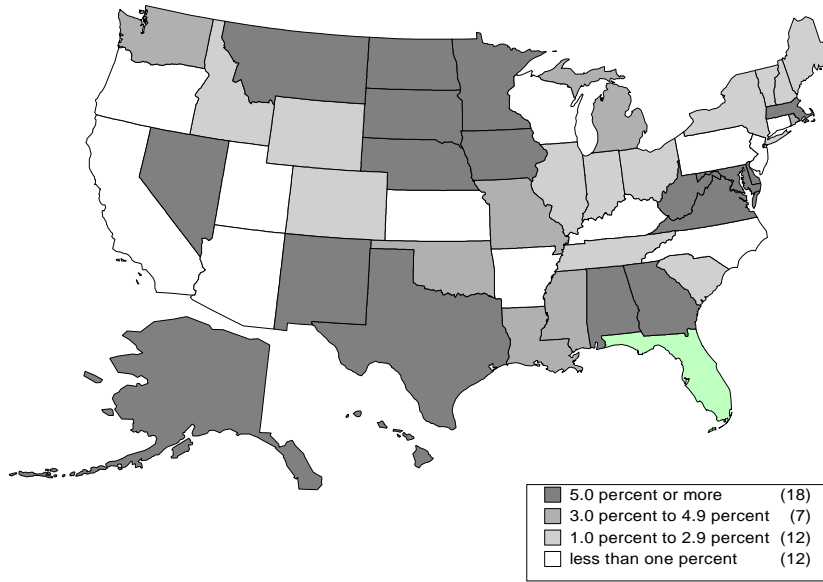 5.0 percent or more (18)
3.0 percent to 4.9 percent (7)
1.0 percent to 2.9 percent (12)
less than one percent (12)